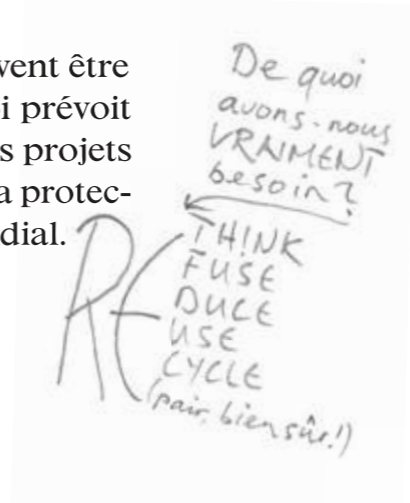 vent être
i prévoit
s projets
a protec-
dial.
De quoi
avons-nous
VRAIMENT
besoin?
RE
THINK
FUSE
DUCE
USE
CYCLE
(pair, bien sûr!)